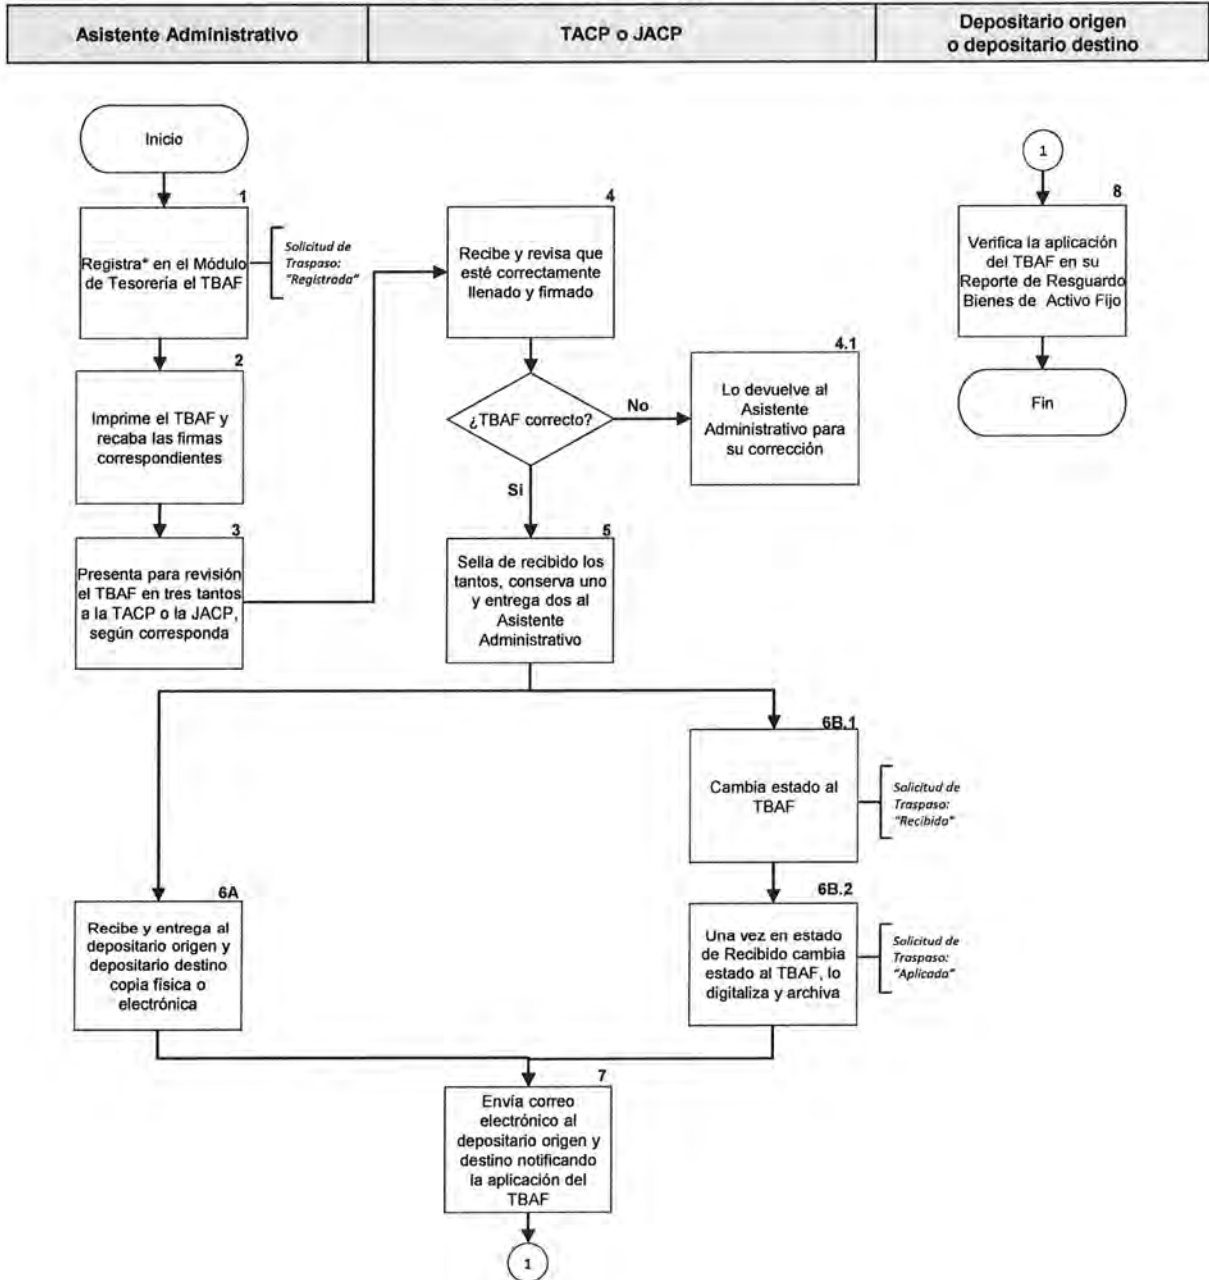 Asistente Administrativo
TACP o JACP
Depositario origen
o depositario destino
Inicio
1
Registra* en el Módulo
de Tesorería el TBAF
Solicitud de
Traspaso:
"Registrada"
2
Imprime el TBAF y
recaba las firmas
correspondientes
3
Presenta para revisión
el TBAF en tres tantos
a la TACP o la JACP,
según corresponda
4
Recibe y revisa que
esté correctamente
llenado y firmado
¿TBAF correcto?
No
4.1
Lo devuelve al
Asistente
Administrativo para
su corrección
Si
5
Sella de recibido los
tantos, conserva uno
y entrega dos al
Asistente
Administrativo
6A
Recibe y entrega al
depositario origen y
depositario destino
copia física o
electrónica
6B.1
Cambia estado al
TBAF
Solicitud de
Traspaso:
"Recibida"
6B.2
Una vez en estado
de Recibido cambia
estado al TBAF, lo
digitaliza y archiva
Solicitud de
Traspaso:
"Aplicada"
7
Envía correo
electrónico al
depositario origen y
destino notificando
la aplicación del
TBAF
1
1
8
Verifica la aplicación
del TBAF en su
Reporte de Resguardo
Bienes de Activo Fijo
Fin